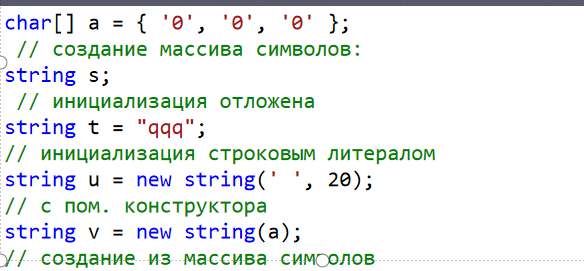 char[] a = { '0', '0', '0' };
// создание массива символов:
string s;
// инициализация отложена
string t = "qqq";
// инициализация строковым литералом
string u = new string(' ', 20);
// с пом. конструктора
string v = new string(a);
// создание из массива символов